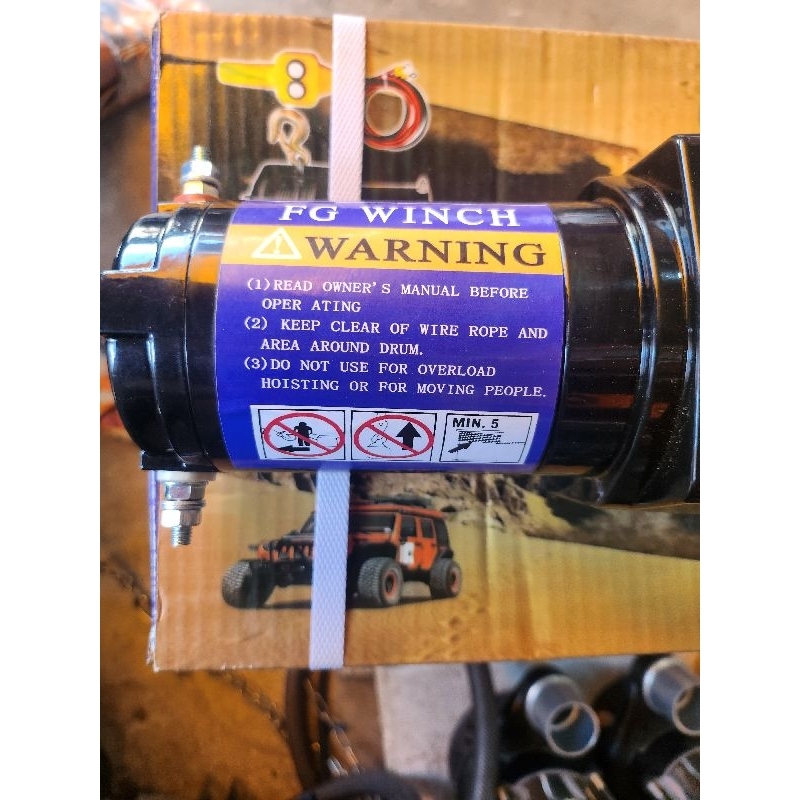 FG WINCH
WARNING
(1)READ OWNER'S MANUAL BEFORE
OPER ATING
(2) KEEP CLEAR OF WIRE ROPE AND
AREA AROUND DRUM.
(3)DO NOT USE FOR OVERLOAD
HOISTING OR FOR MOVING PEOPLE.
MIN. 5